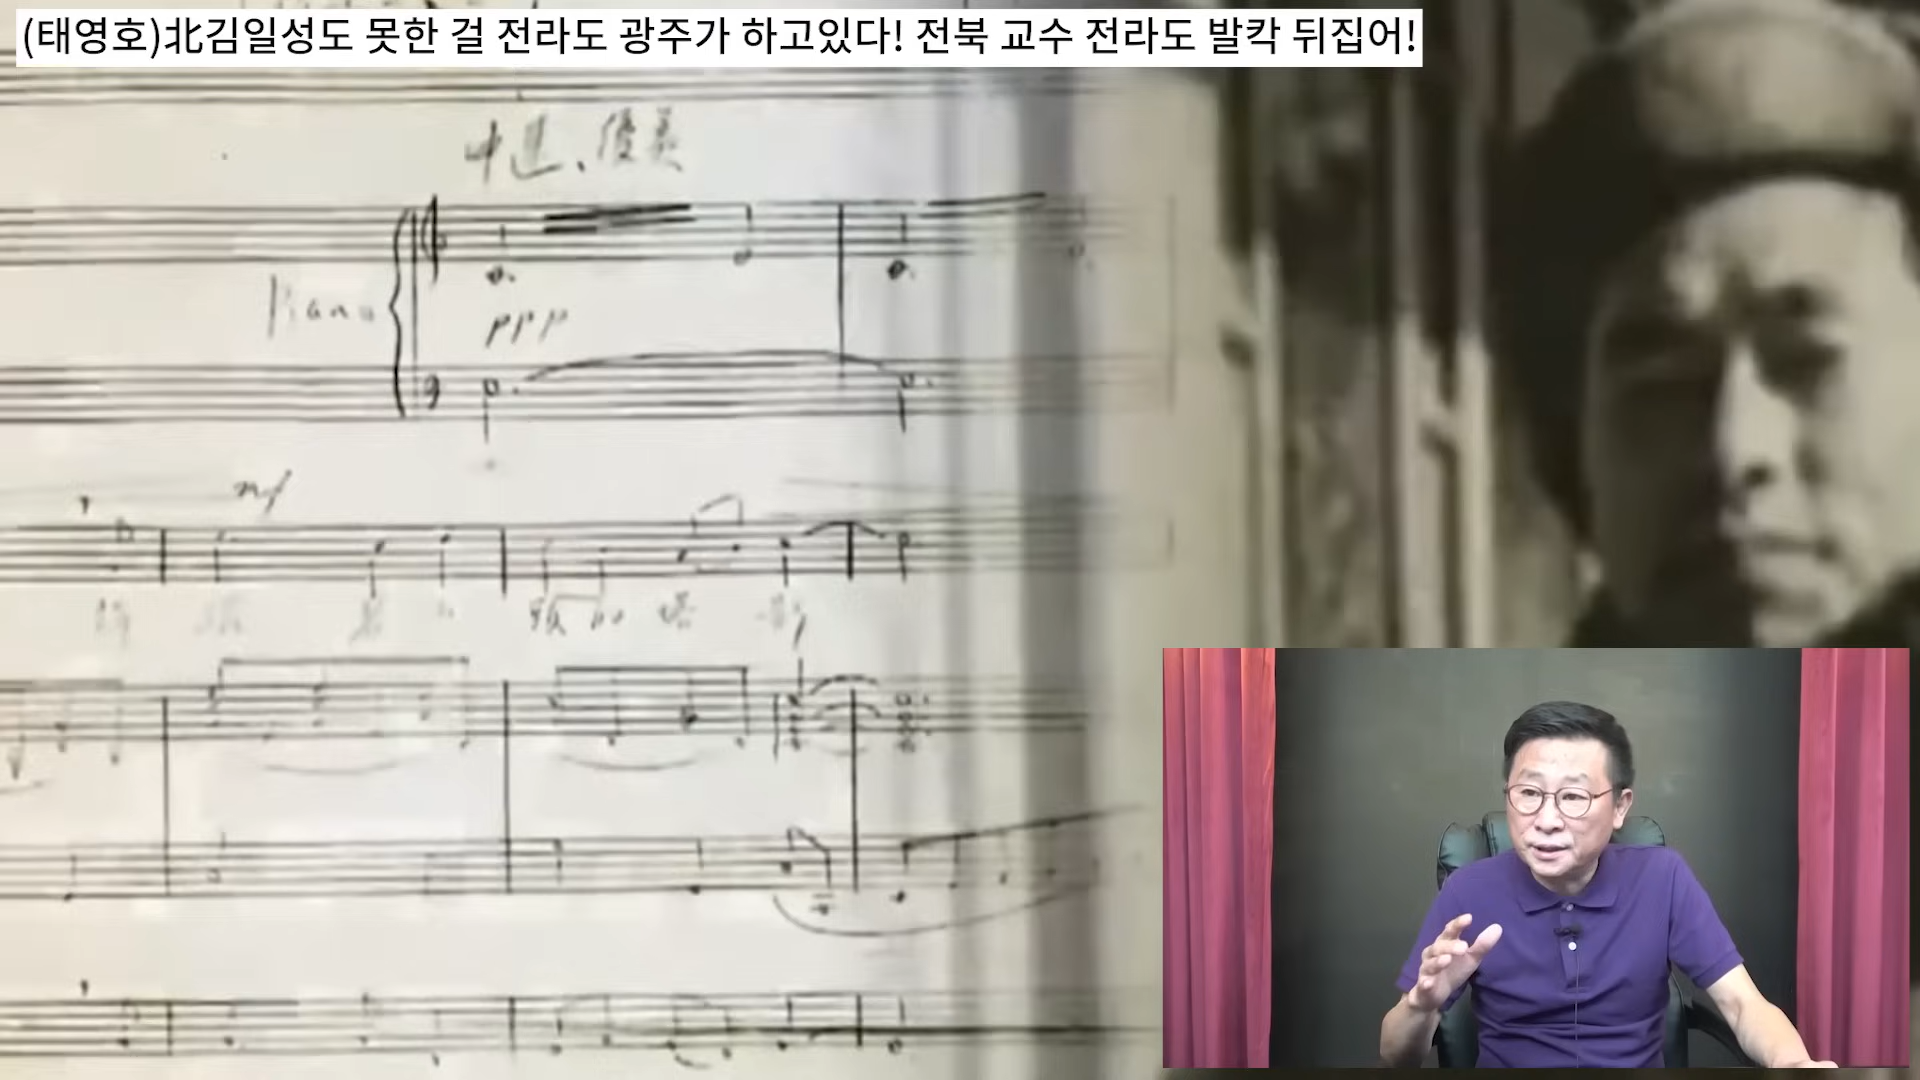 (태영호)北김일성도 못한 걸 전라도 광주가 하고있다! 전북 교수 전라도 발칵 뒤집어!
中速、優美
Piano
ppp
mf